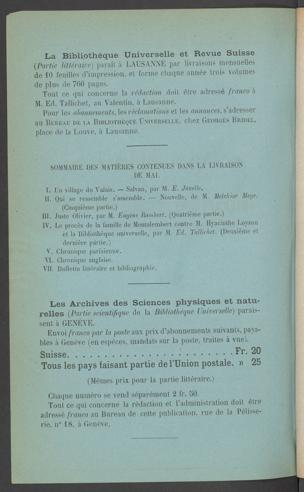 La Bibliothèque Universelle et Revue Suisse
(Partie littéraire) paraît à LAUSANNE par livraisons mensuelles
de 10 feuilles d'impression, et forme chaque année trois volumes
de plus de 700 pages.
Tout ce qui concerne la rédaction doit être adressé franco à
M. Ed. Tallichet, au Valentin, à Lausanne.
Pour les abonnements, les réclamations et les annonces, s'adresser
au BUREAU DE LA BIBLIOTHÈQUE UNIVERSELLE, chez GEORGES BRIDEL,
place de la Louve, à Lausanne.
SOMMAIRE DES MATIÈRES CONTENUES DANS LA LIVRAISON
DE MAI.
I. Un village du Valais. — Salvan, par M. E. Javelle.
II. Qui se ressemble s'assemble. — Nouvelle, de M. Melchior Meyr.
(Cinquième partie.)
III. Juste Olivier, par M. Eugène Rambert. (Quatrième partie.)
IV. Le procès de la famille de Montalembert contre M. Hyacinthe Loyson
et la Bibliothèque universelle, par M. Ed. Tallichet. (Deuxième et
dernière partie.)
V. Chronique parisienne.
VI. Chronique anglaise.
VII. Bulletin littéraire et bibliographie.
Les Archives des Sciences physiques et natu-
relles (Partie scientifique de la Bibliothèque Universelle) parais-
sent à GENÈVE.
Envoi franco par la poste aux prix d'abonnements suivants, paya-
bles à Genève (en espèces, mandats sur la poste, traites à vue).
Suisse. . . . . . . . . . . . . . . . . . . Fr. 20
Tous les pays faisant partie de l'Union postale. » 25
(Mêmes prix pour la partie littéraire.)
Chaque numéro se vend séparément 2 fr. 50.
Tout ce qui concerne la rédaction et l'administration doit être
adressé franco au Bureau de cette publication, rue de la Pélisse-
rie, n° 18, à Genève.